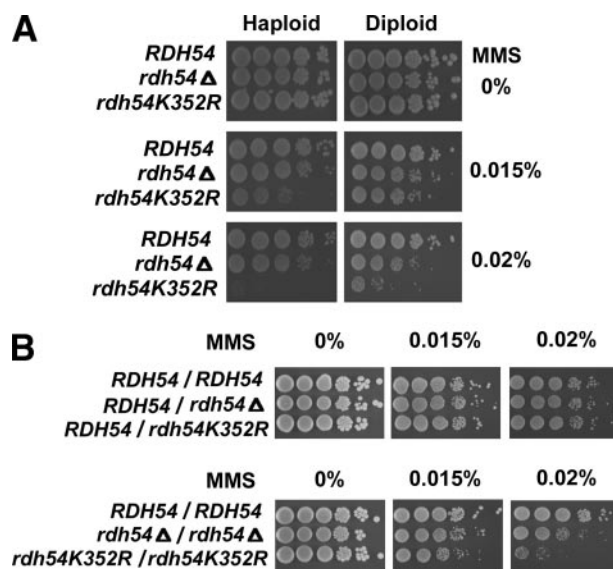 A
Haploid Diploid
RDH54 MMS
rdh54Δ 0%
rdh54K352R
RDH54
rdh54Δ 0.015%
rdh54K352R
RDH54
rdh54Δ 0.02%
rdh54K352R
B
MMS 0% 0.015% 0.02%
RDH54 / RDH54
RDH54 / rdh54Δ
RDH54 / rdh54K352R
MMS 0% 0.015% 0.02%
RDH54 / RDH54
rdh54Δ / rdh54Δ
rdh54K352R / rdh54K352R